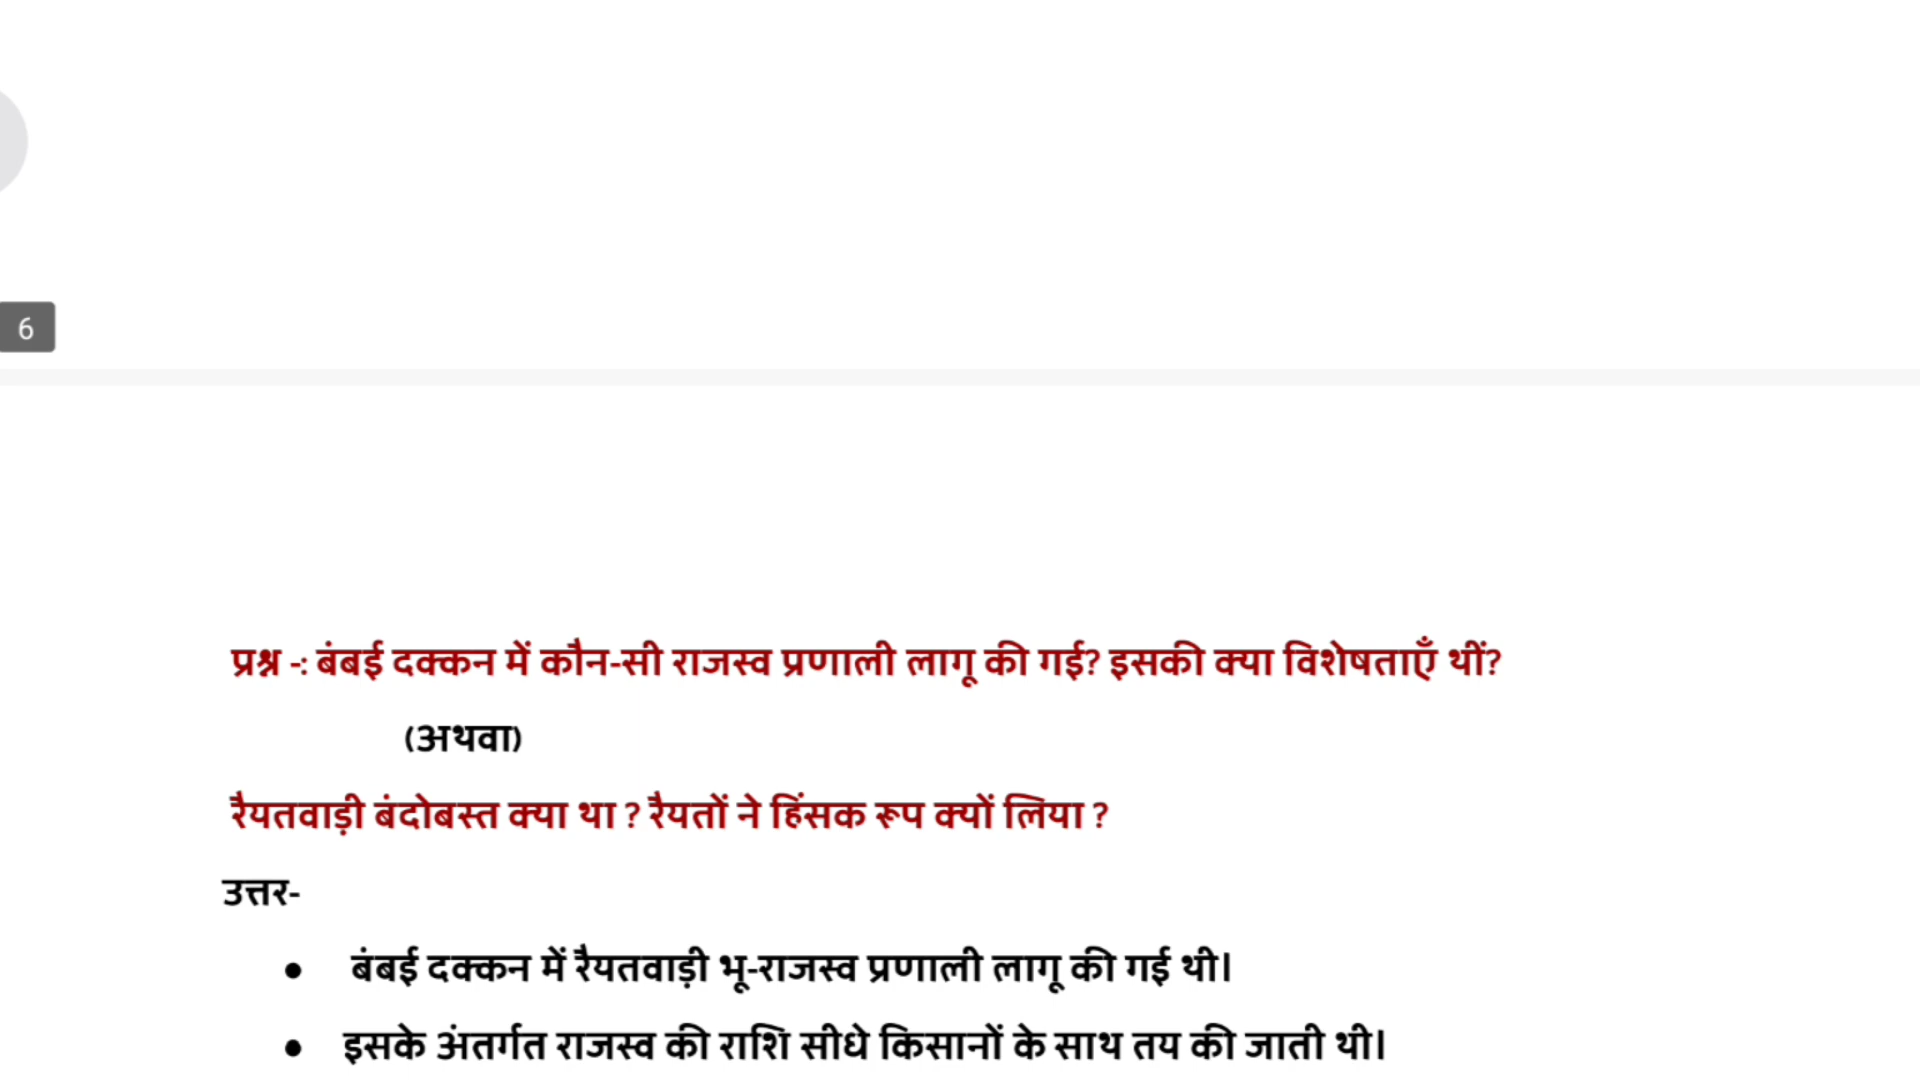 6
प्रश्न -: बंबई दक्कन में कौन-सी राजस्व प्रणाली लागू की गई? इसकी क्या विशेषताएँ थीं?
(अथवा)
रैयतवाड़ी बंदोबस्त क्या था ? रैयतों ने हिंसक रूप क्यों लिया ?
उत्तर-
● बंबई दक्कन में रैयतवाड़ी भू-राजस्व प्रणाली लागू की गई थी।
● इसके अंतर्गत राजस्व की राशि सीधे किसानों के साथ तय की जाती थी।